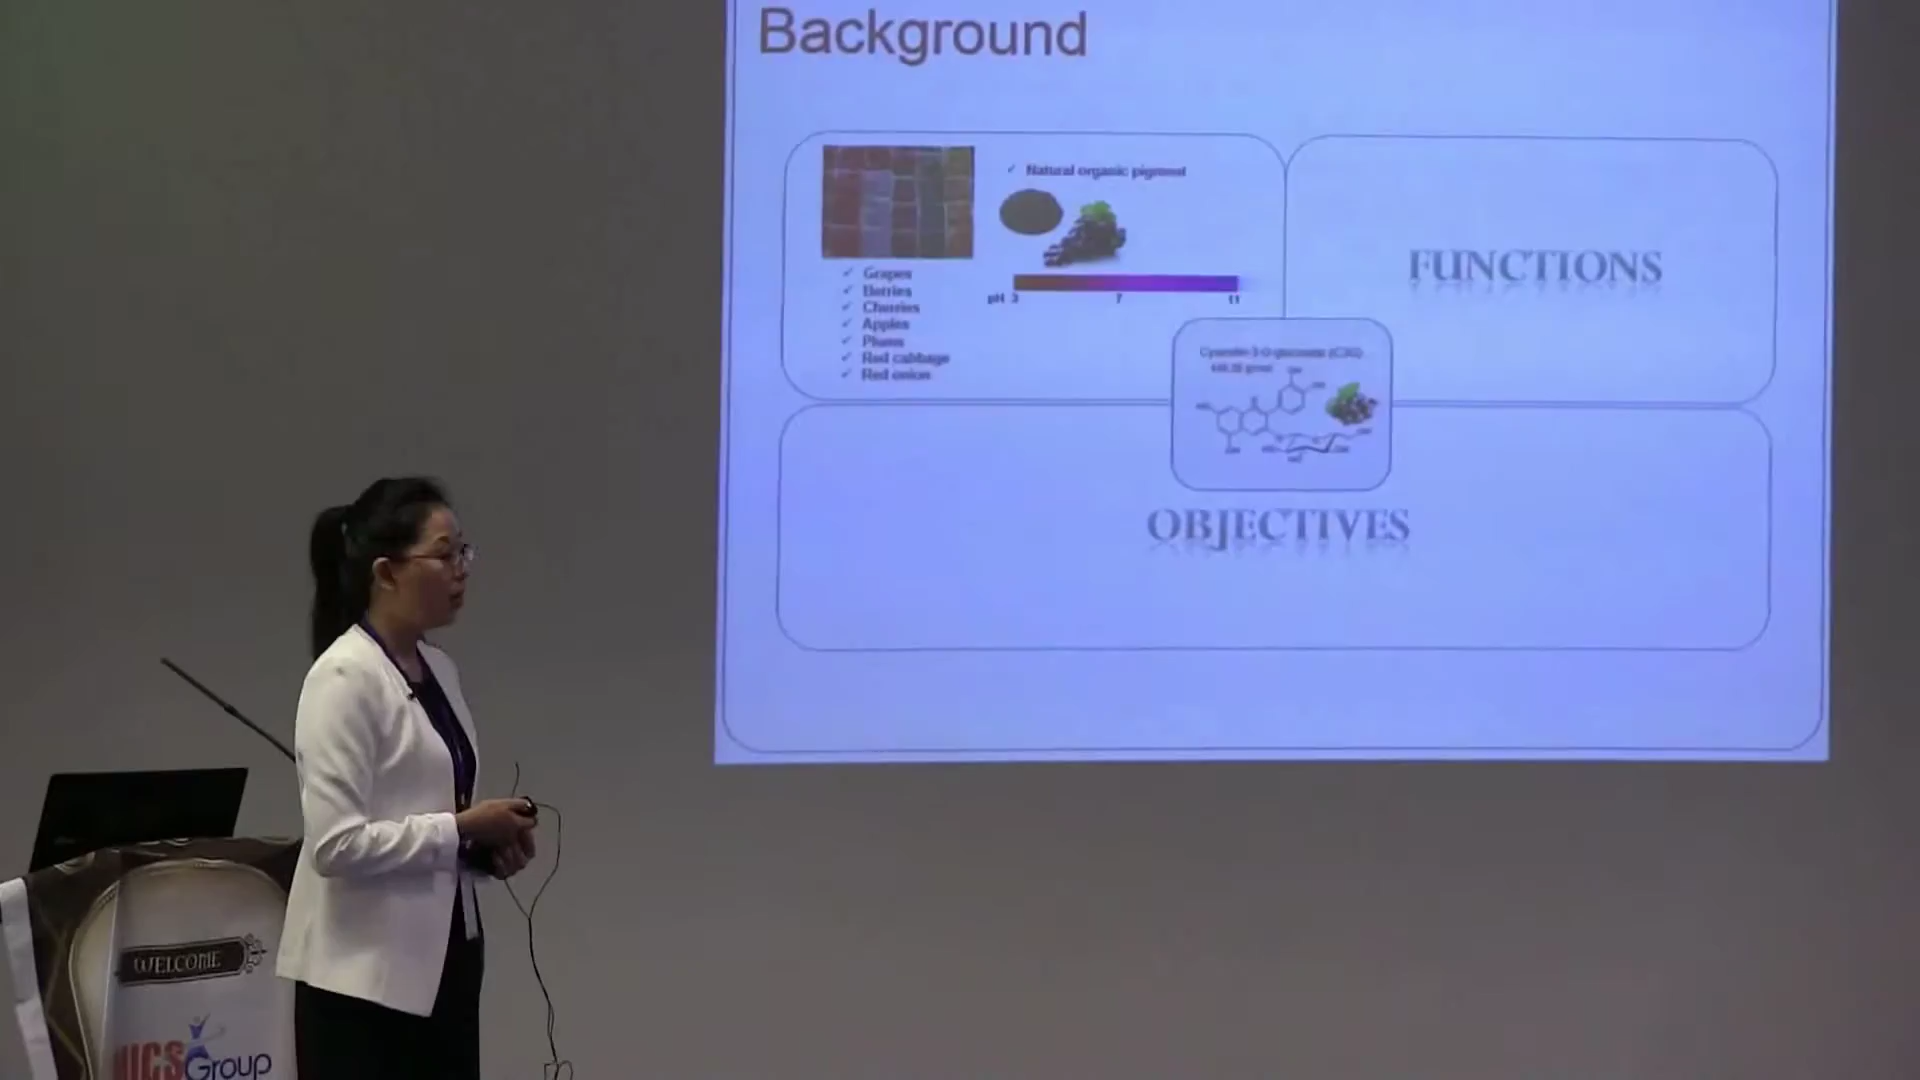 Background
✓ Natural organic pigment
✓ Grapes
✓ Berries
✓ Cherries
✓ Apples
✓ Plums
✓ Red cabbage
✓ Red onion
pH 3 7 11
FUNCTIONS
Cyanidin-3-O-glucoside (C3G)
OBJECTIVES
WELCOME
Group